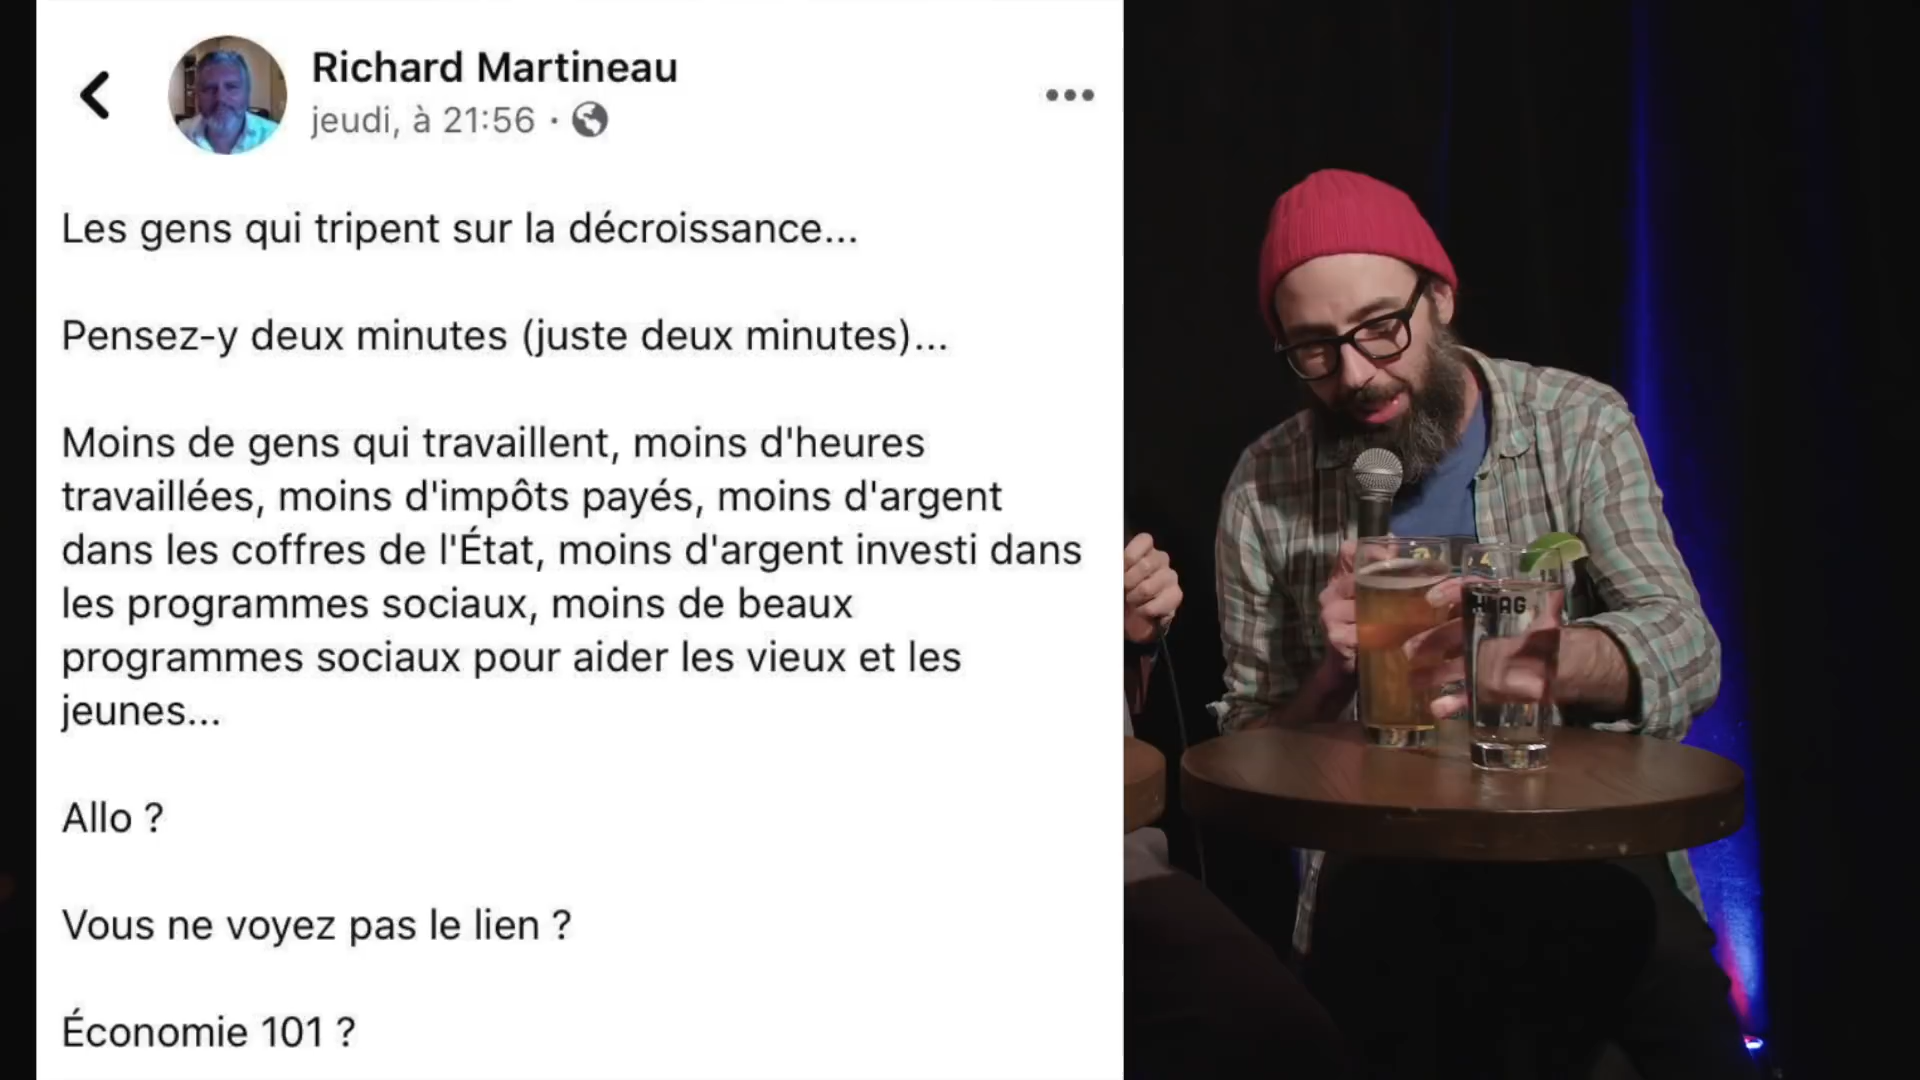 Richard Martineau
jeudi, à 21:56 ·
Les gens qui tripent sur la décroissance...
Pensez-y deux minutes (juste deux minutes)...
Moins de gens qui travaillent, moins d'heures
travaillées, moins d'impôts payés, moins d'argent
dans les coffres de l'État, moins d'argent investi dans
les programmes sociaux, moins de beaux
programmes sociaux pour aider les vieux et les
jeunes...
Allo ?
Vous ne voyez pas le lien ?
Économie 101 ?